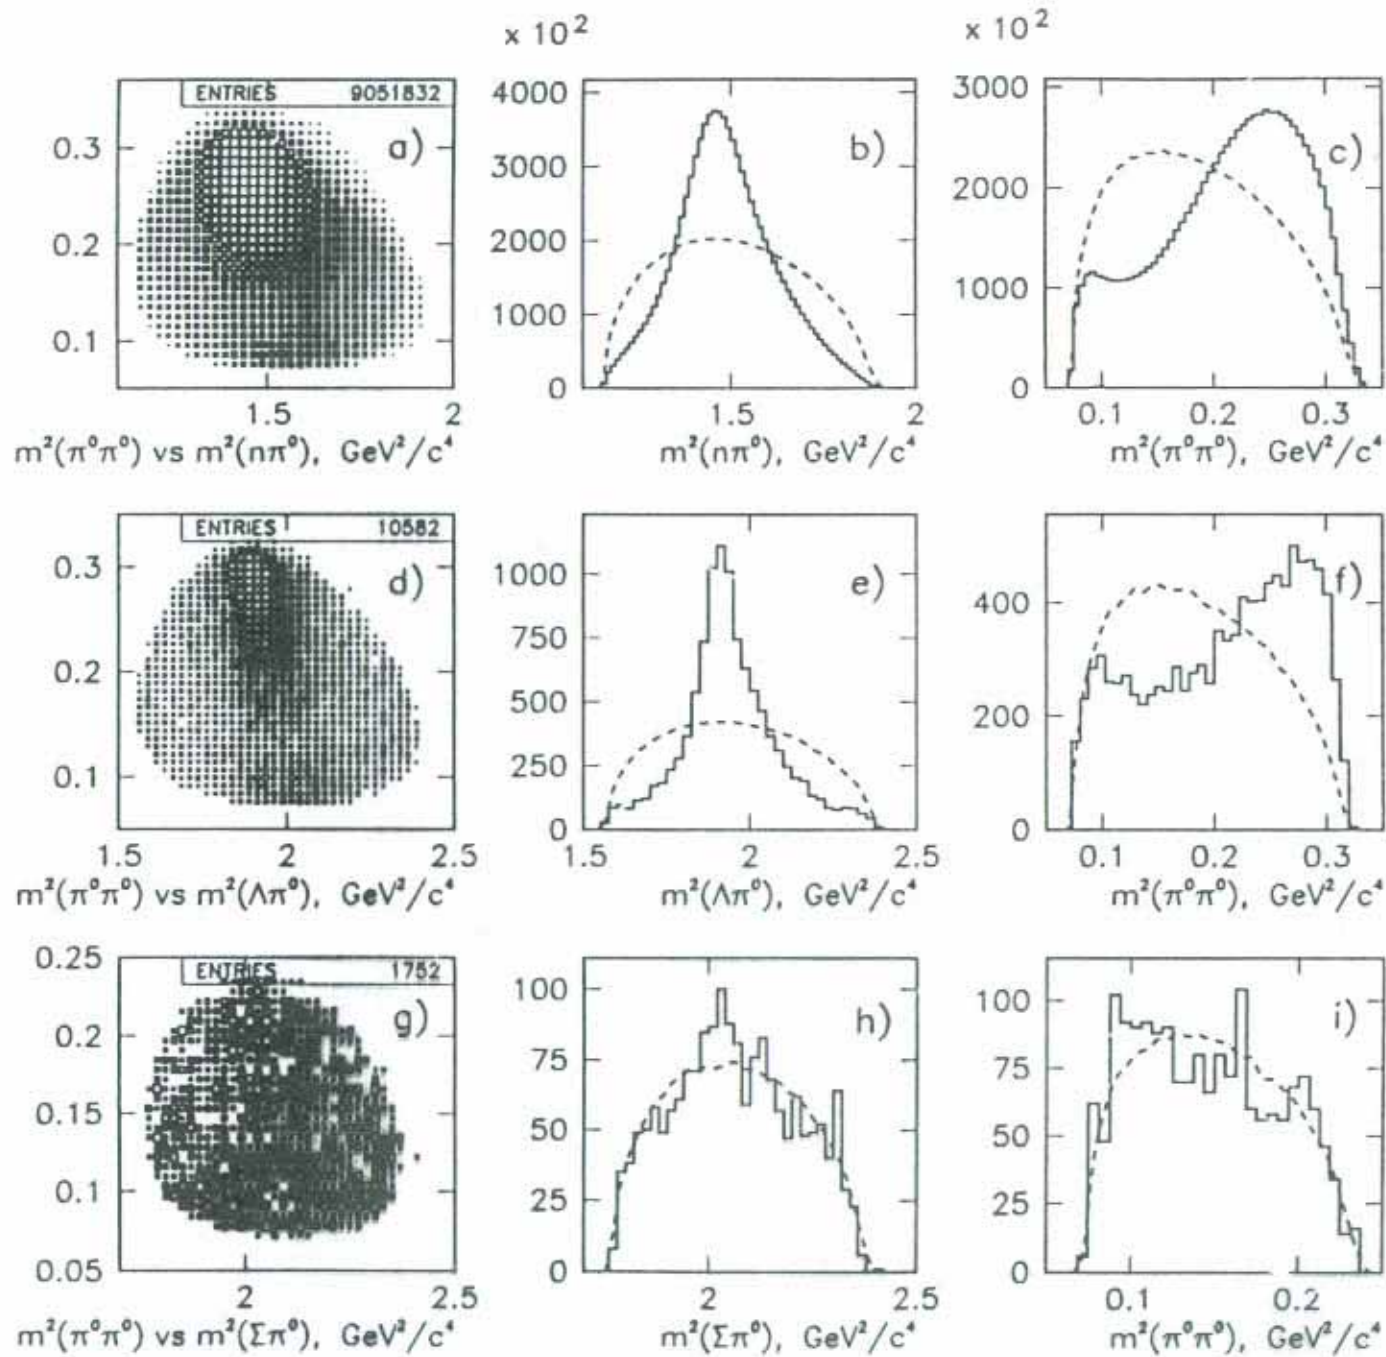 x 10²
x 10²
ENTRIES 9051832
a)
0.3
0.2
0.1
1.5
2
m²(π⁰π⁰) vs m²(nπ⁰), GeV²/c⁴
b)
4000
3000
2000
1000
0
1.5
2
m²(nπ⁰), GeV²/c⁴
c)
3000
2000
1000
0
0.1
0.2
0.3
m²(π⁰π⁰), GeV²/c⁴
ENTRIES 10582
d)
0.3
0.2
0.1
1.5
2
2.5
m²(π⁰π⁰) vs m²(Λπ⁰), GeV²/c⁴
e)
1000
750
500
250
0
1.5
2
2.5
m²(Λπ⁰), GeV²/c⁴
f)
400
200
0
0.1
0.2
0.3
m²(π⁰π⁰), GeV²/c⁴
ENTRIES 1752
g)
0.25
0.2
0.15
0.1
0.05
2
2.5
m²(π⁰π⁰) vs m²(Σπ⁰), GeV²/c⁴
h)
100
75
50
25
0
2
2.5
m²(Σπ⁰), GeV²/c⁴
i)
100
75
50
25
0
0.1
0.2
m²(π⁰π⁰), GeV²/c⁴